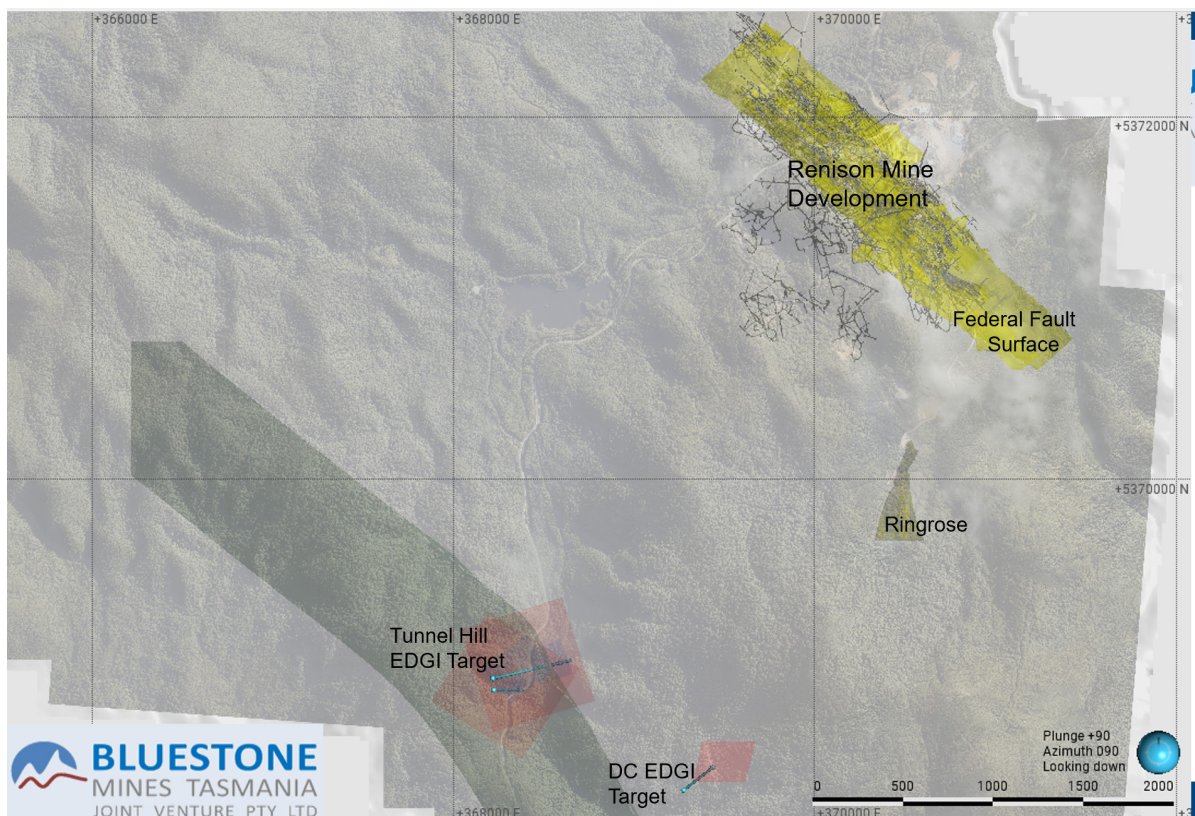 +366000 E
+368000 E
+370000 E
+5372000 N
Renison Mine
Development
Federal Fault
Surface
+5370000 N
Ringrose
Tunnel Hill
EDGI Target
Plunge +90
Azimuth 090
Looking down
DC EDGI
Target
0 500 1000 1500 2000
+368000 E
+370000 E
BLUESTONE
MINES TASMANIA
JOINT VENTURE PTY LTD